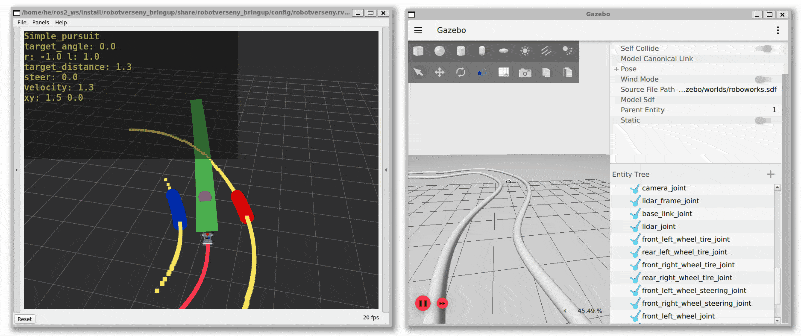 /home/he/ros2_ws/install/robotverseny_bringup/share/robotverseny_bringup/config/robotverseny.rv...
File Panels Help
Simple_pursuit
target_angle: 0.0
r: -1.0 l: 1.0
target_distance: 1.3
steer: 0.0
velocity: 1.3
xy: 1.5 0.0
Reset
20 fps
Gazebo
Gazebo
Self Collide
Model Canonical Link
+ Pose
Wind Mode
Source File Path ...zebo/worlds/roboworks.sdf
Model Sdf
Parent Entity 1
Static
Entity Tree
camera_joint
lidar_frame_joint
base_link_joint
lidar_joint
front_left_wheel_tire_joint
rear_left_wheel_tire_joint
front_right_wheel_tire_joint
rear_right_wheel_tire_joint
front_left_wheel_steering_joint
front_right_wheel_steering_joint
front_left_wheel_joint
45.49 %